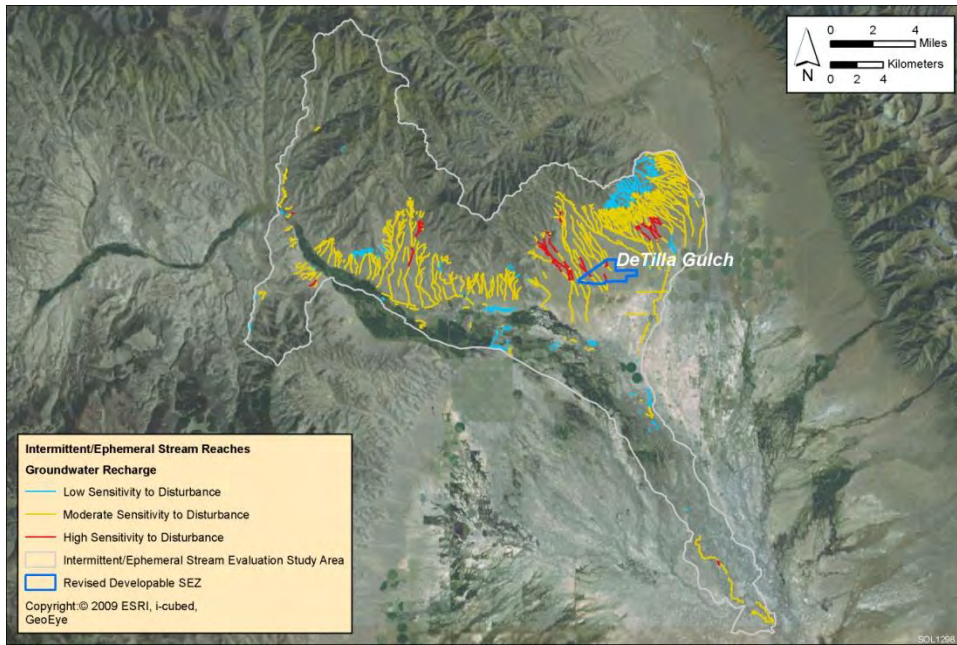 0 2 4
Miles
Kilometers
0 2 4
N
DeTilla Gulch
Intermittent/Ephemeral Stream Reaches
Groundwater Recharge
Low Sensitivity to Disturbance
Moderate Sensitivity to Disturbance
High Sensitivity to Disturbance
Intermittent/Ephemeral Stream Evaluation Study Area
Revised Developable SEZ
Copyright:© 2009 ESRI, i-cubed,
GeoEye
SOL1298